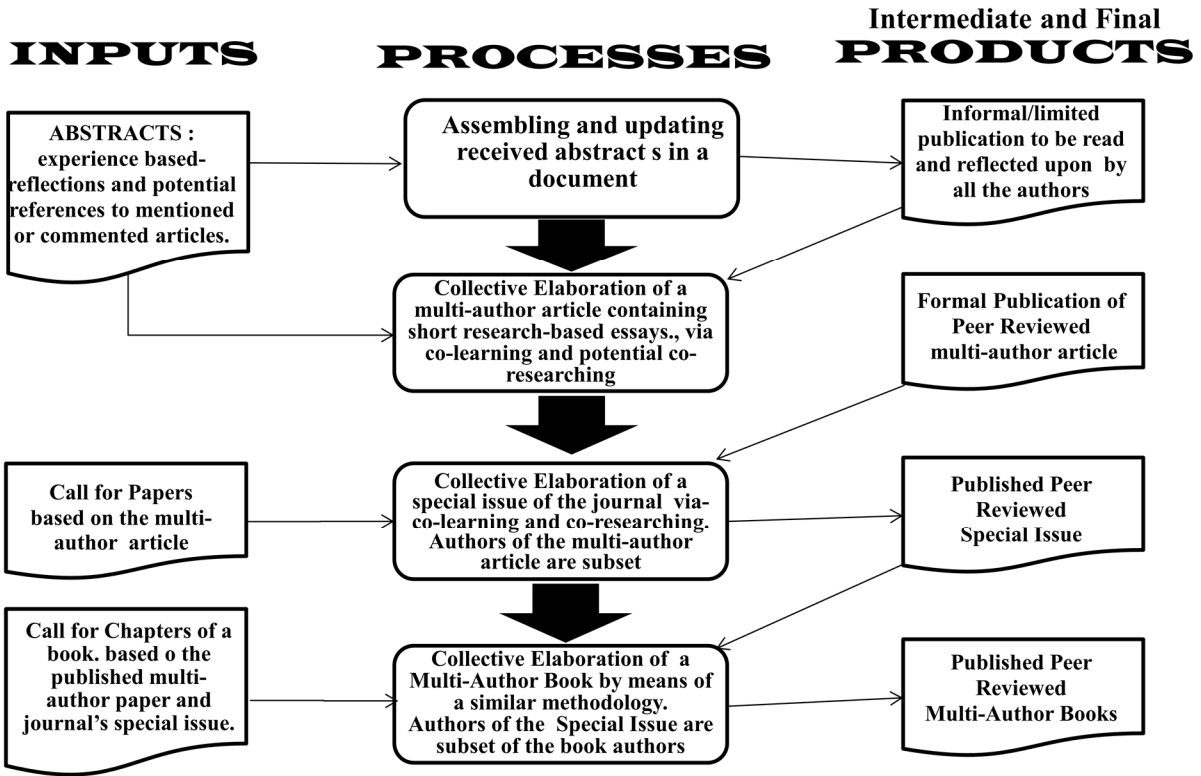 INPUTS
PROCESSES
Intermediate and Final
PRODUCTS
ABSTRACTS :
experience based-
reflections and potential
references to mentioned
or commented articles.
Assembling and updating
received abstract s in a
document
Informal/limited
publication to be read
and reflected upon by
all the authors
Collective Elaboration of a
multi-author article containing
short research-based essays., via
co-learning and potential co-
researching
Formal Publication of
Peer Reviewed
multi-author article
Call for Papers
based on the multi-
author article
Collective Elaboration of a
special issue of the journal via-
co-learning and co-researching.
Authors of the multi-author
article are subset
Published Peer
Reviewed
Special Issue
Call for Chapters of a
book. based o the
published multi-
author paper and
journal's special issue.
Collective Elaboration of a
Multi-Author Book by means of
a similar methodology.
Authors of the Special Issue are
subset of the book authors
Published Peer
Reviewed
Multi-Author Books